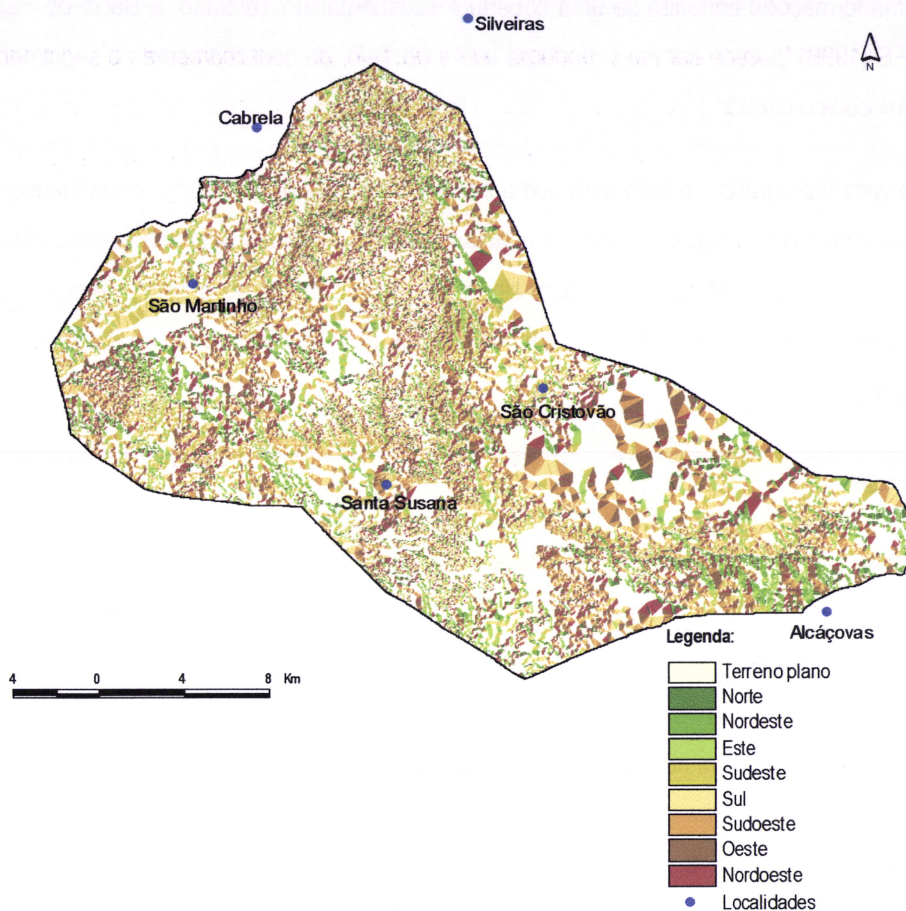 Silveiras
N
Cabrela
São Martinho
São Cristovão
Santa Susana
Alcáçovas
4 0 4 8 Km
Legenda:
Terreno plano
Norte
Nordeste
Este
Sudeste
Sul
Sudoeste
Oeste
Nordoeste
Localidades